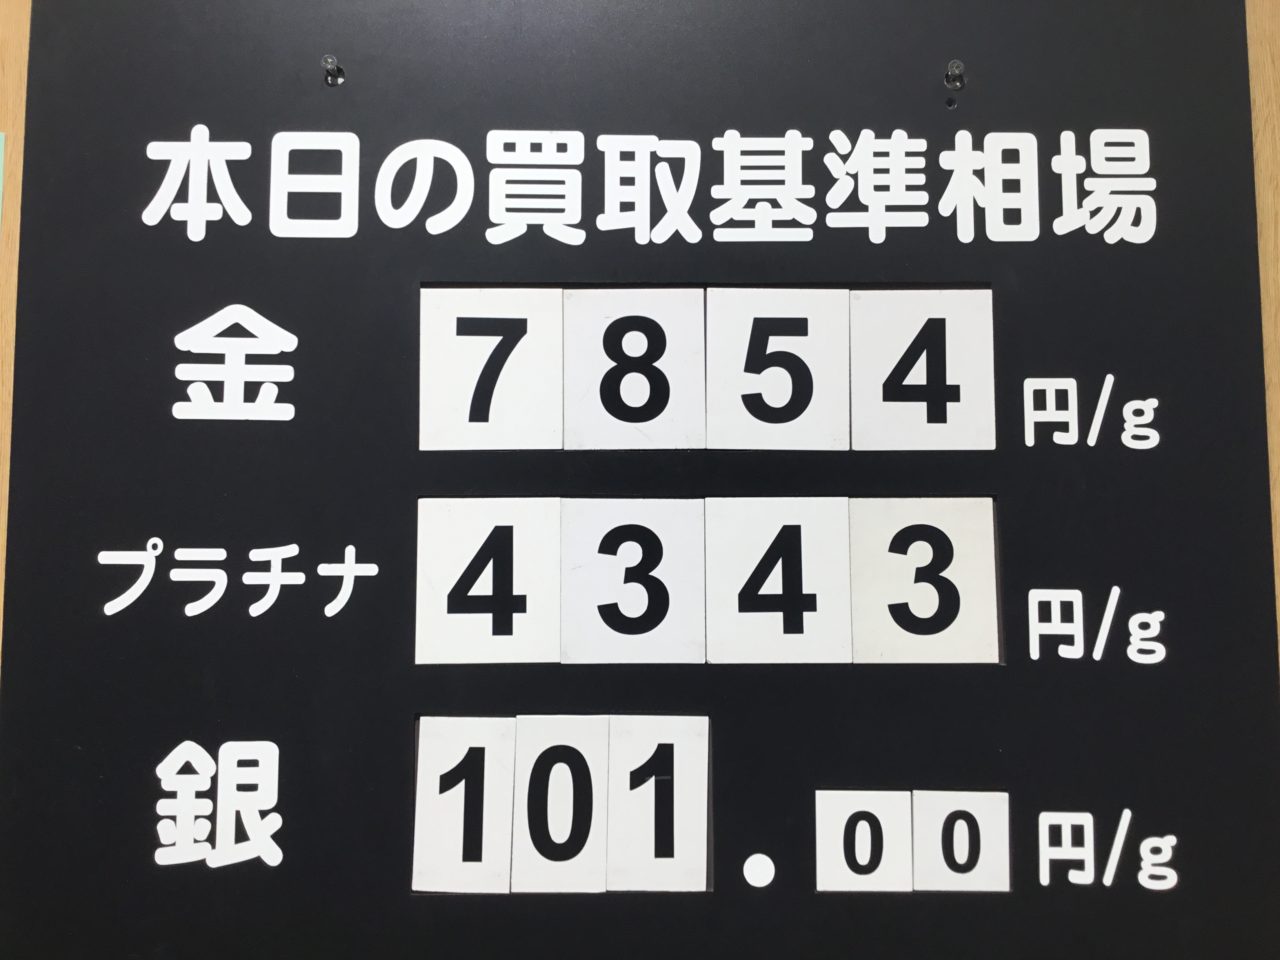 本日の買取基準相場
金 7854 円/g
プラチナ 4343 円/g
銀 101.00 円/g